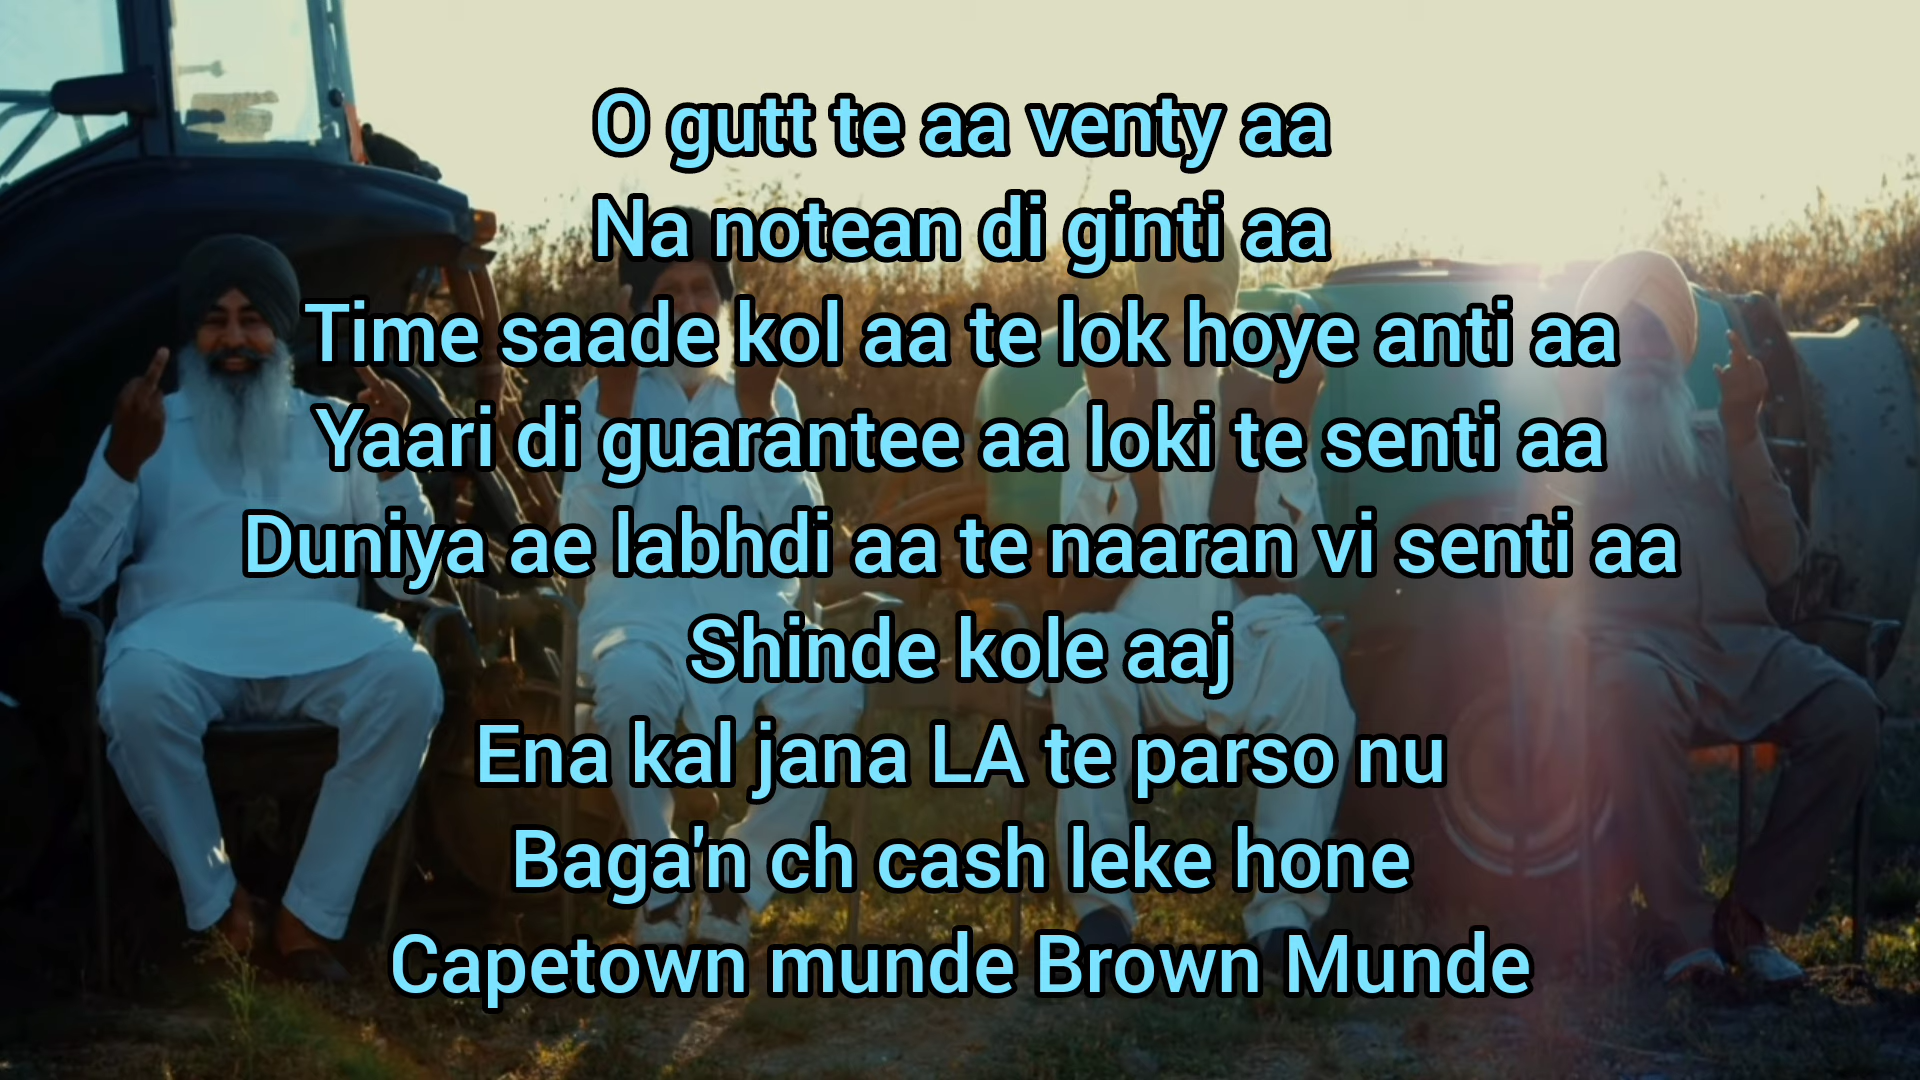 O gutt te aa venty aa
Na notean di ginti aa
Time saade kol aa te lok hoye anti aa
Yaari di guarantee aa loki te senti aa
Duniya ae labhdi aa te naaran vi senti aa
Shinde kole aaj
Ena kal jana LA te parso nu
Baga'n ch cash leke hone
Capetown munde Brown Munde